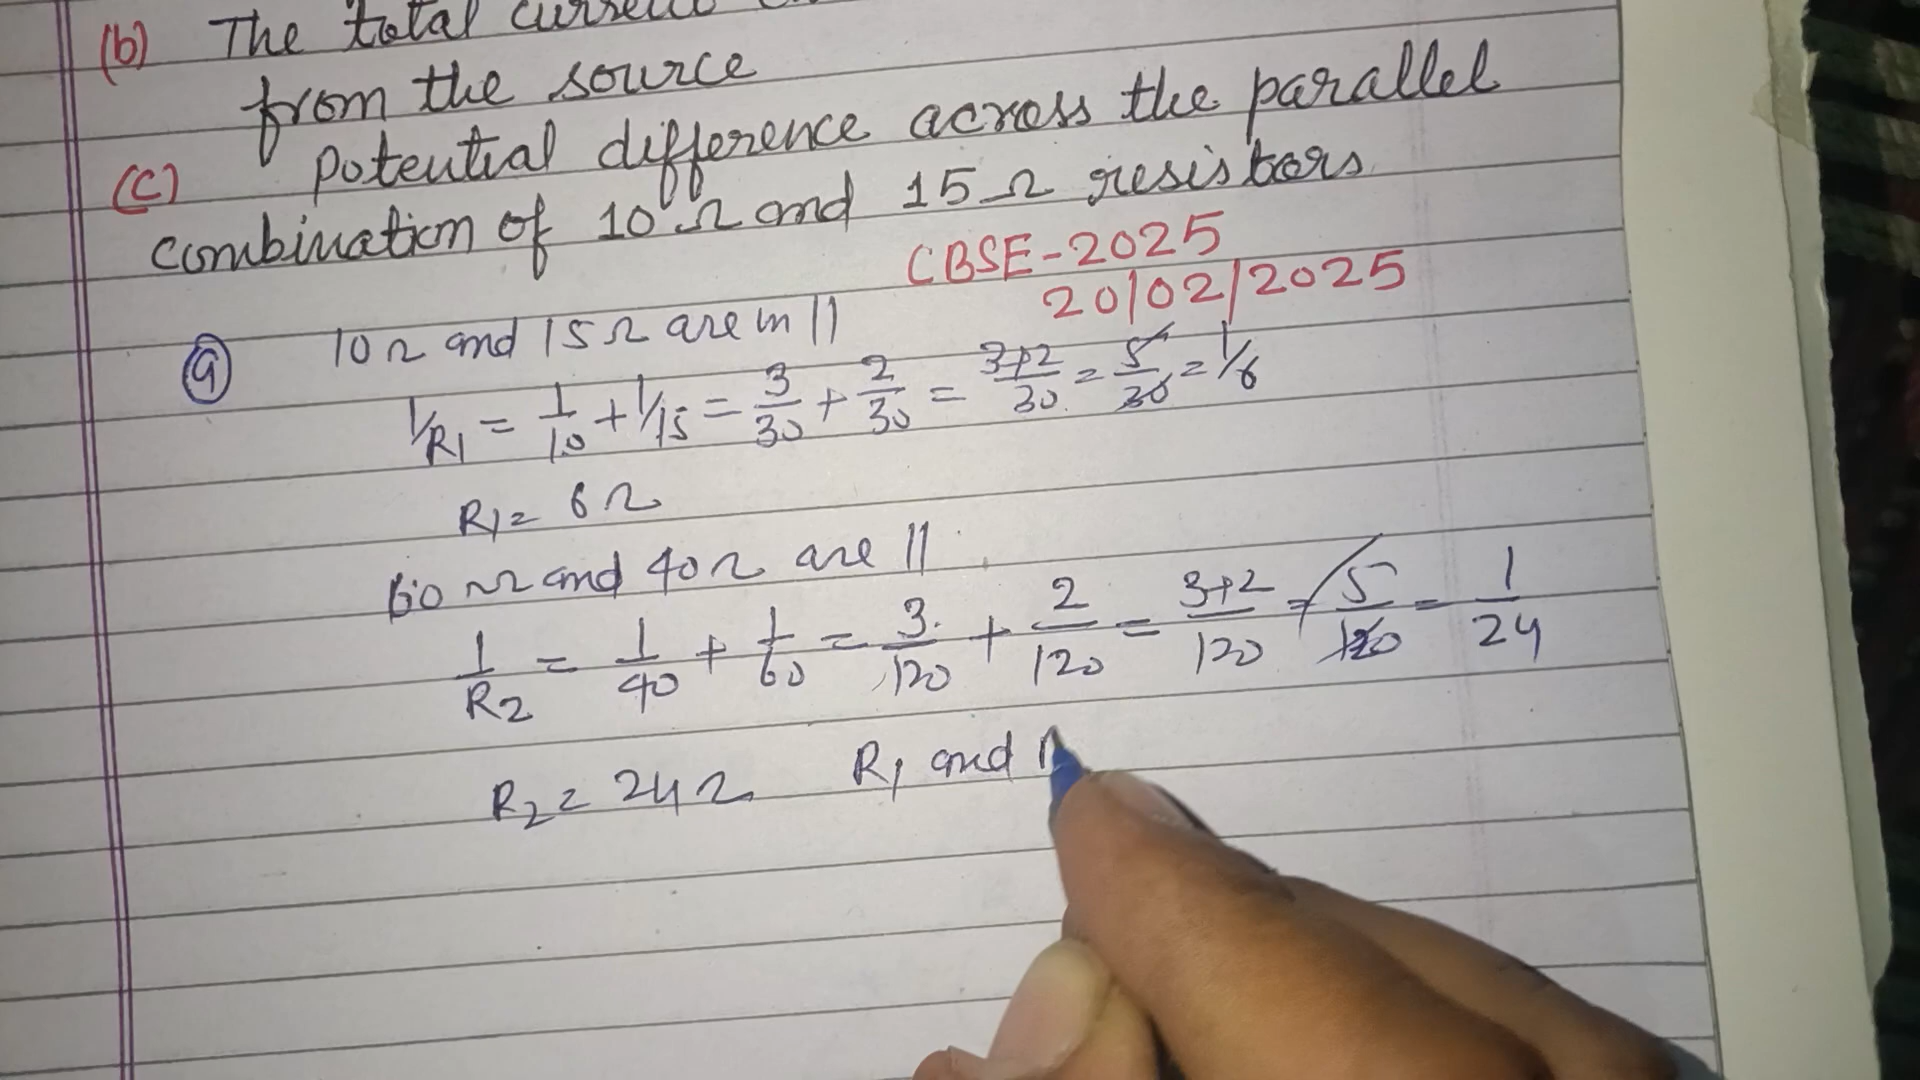 (b) The total current
from the source
(c) Potential difference across the parallel
combination of 10 Ω and 15 Ω resistors
CBSE-2025
20/02/2025
(a) 10 Ω and 15 Ω are in ||
1/R1 = 1/10 + 1/15 = 3/30 + 2/30 = 3+2/30 = 5/30 = 1/6
R1 = 6 Ω
60 Ω and 40 Ω are ||
1/R2 = 1/40 + 1/60 = 3/120 + 2/120 = 3+2/120 = 5/120 = 1/24
R2 = 24 Ω R1 and